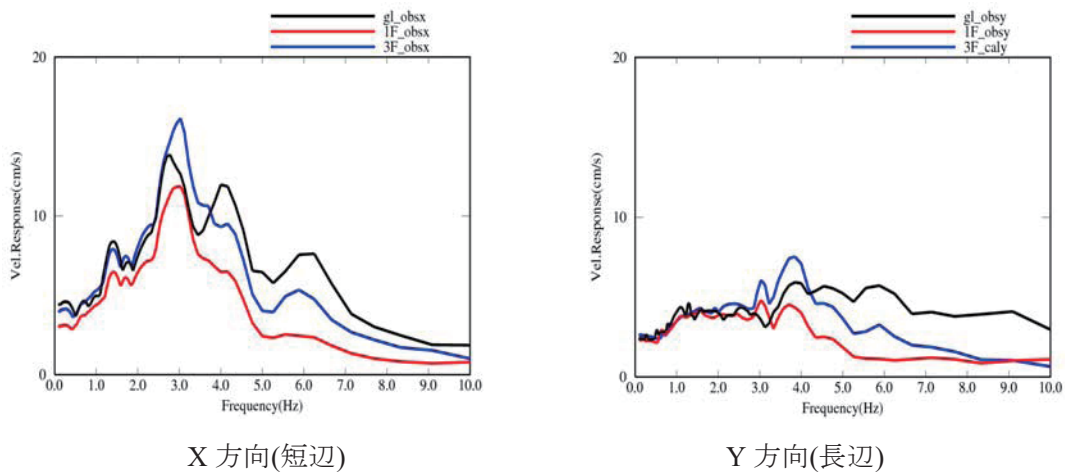 gl_obsx
1F_obsx
3F_obsx
20
10
0
Vel.Response(cm/s)
0.0 1.0 2.0 3.0 4.0 5.0 6.0 7.0 8.0 9.0 10.0
Frequency(Hz)
X 方向(短辺)
gl_obsy
1F_obsy
3F_caly
20
10
0
Vel.Response(cm/s)
0.0 1.0 2.0 3.0 4.0 5.0 6.0 7.0 8.0 9.0 10.0
Frequency(Hz)
Y 方向(長辺)